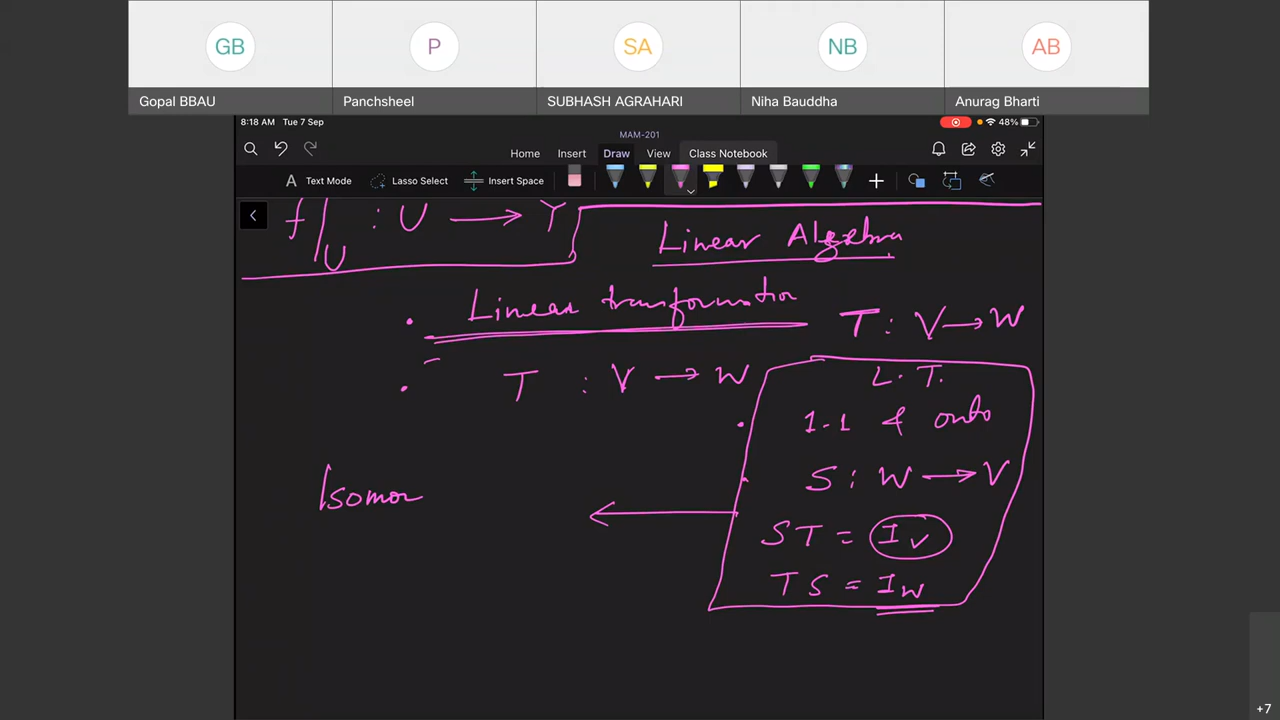 GB P SA NB AB
Gopal BBAU Panchsheel SUBHASH AGRAHARI Niha Bauddha Anurag Bharti
8:18 AM Tue 7 Sep 48%
MAM-201
Home Insert Draw View Class Notebook
Text Mode Lasso Select Insert Space
f|U : U → Y
Linear Algebra
• Linear transformation T : V → W
• T : V → W
L.T.
1-1 & onto
S : W → V
Isomor
ST = IV
TS = IW
+7